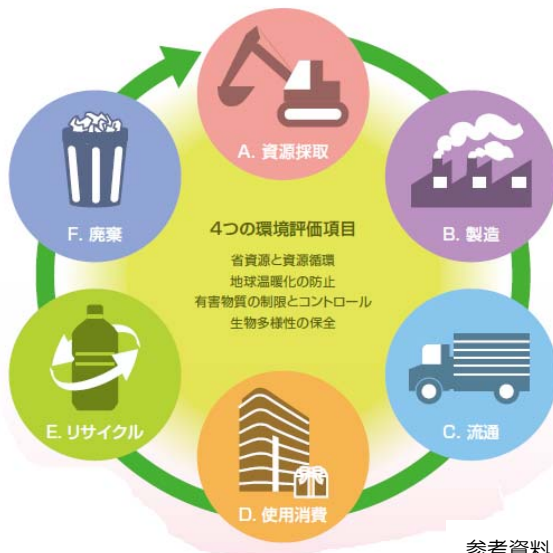 A. 資源採取
B. 製造
C. 流通
D. 使用消費
E. リサイクル
F. 廃棄
4つの環境評価項目
省資源と資源循環
地球温暖化の防止
有害物質の制限とコントロール
生物多様性の保全
参考資料